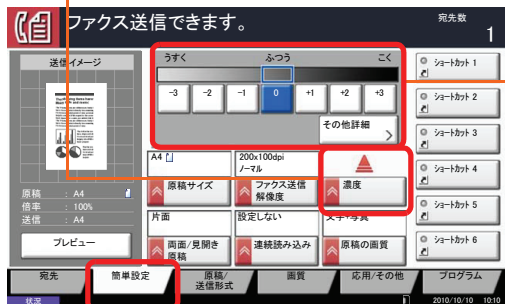 ファクス送信できます。
宛先数
1
送信イメージ
原稿 : A4
倍率 : 100%
送信 : A4
プレビュー
うすく ふつう こく
-3 -2 -1 0 +1 +2 +3
その他詳細
A4
原稿サイズ
200x100dpi
ノーマル
ファクス送信
解像度
濃度
片面
両面/見開き
原稿
設定しない
連続読み込み
文字+写真
原稿の画質
ショートカット 1
ショートカット 2
ショートカット 3
ショートカット 4
ショートカット 5
ショートカット 6
宛先 簡単設定 原稿/
送信形式 画質 応用/その他 プログラム
状況 2010/10/10 10:10